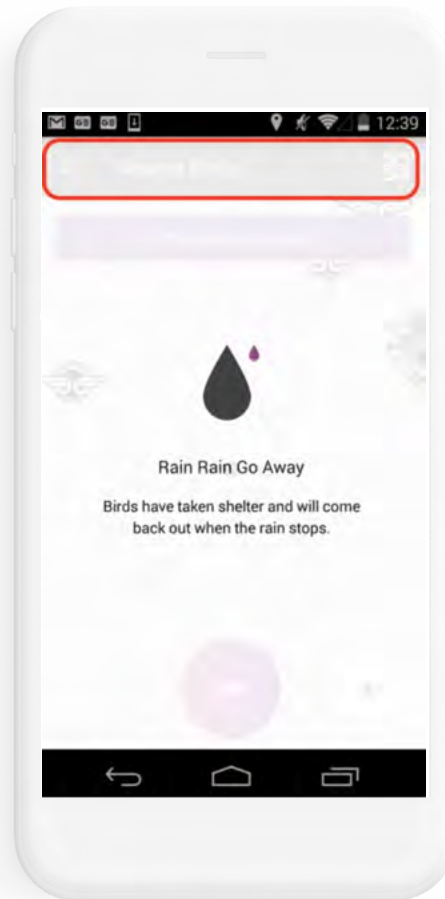 12:39
Rain Rain Go Away
Birds have taken shelter and will come
back out when the rain stops.